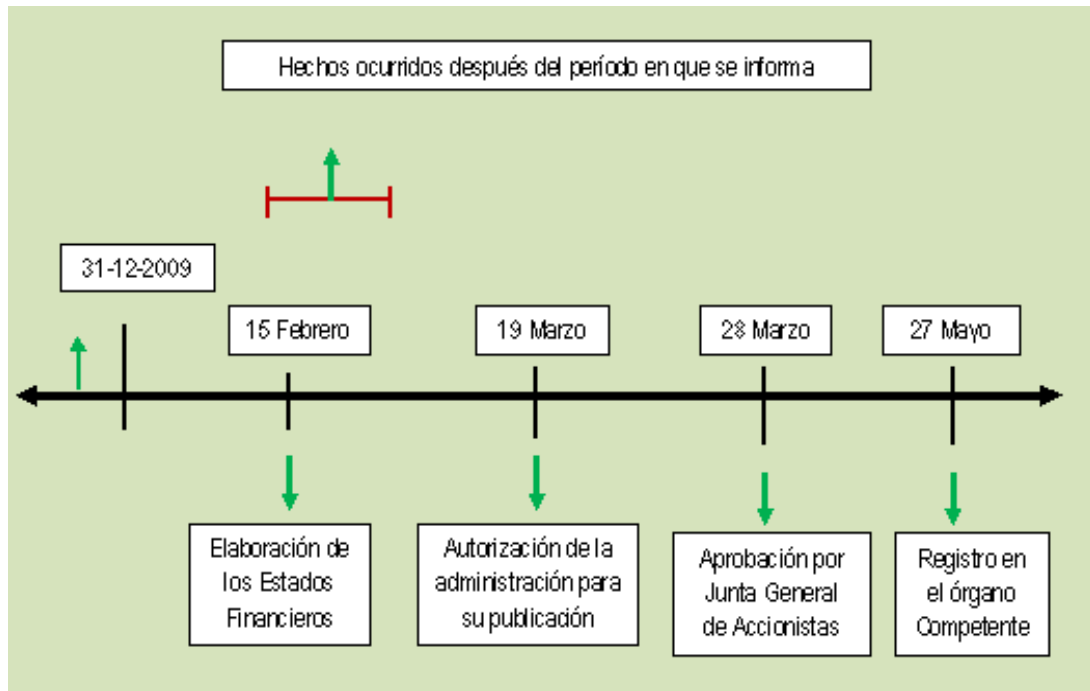 Hechos ocurridos después del período en que se informa
31-12-2009
15 Febrero
19 Marzo
28 Marzo
27 Mayo
Elaboración de
los Estados
Financieros
Autorización de la
administración para
su publicación
Aprobación por
Junta General
de Accionistas
Registro en
el órgano
Competente